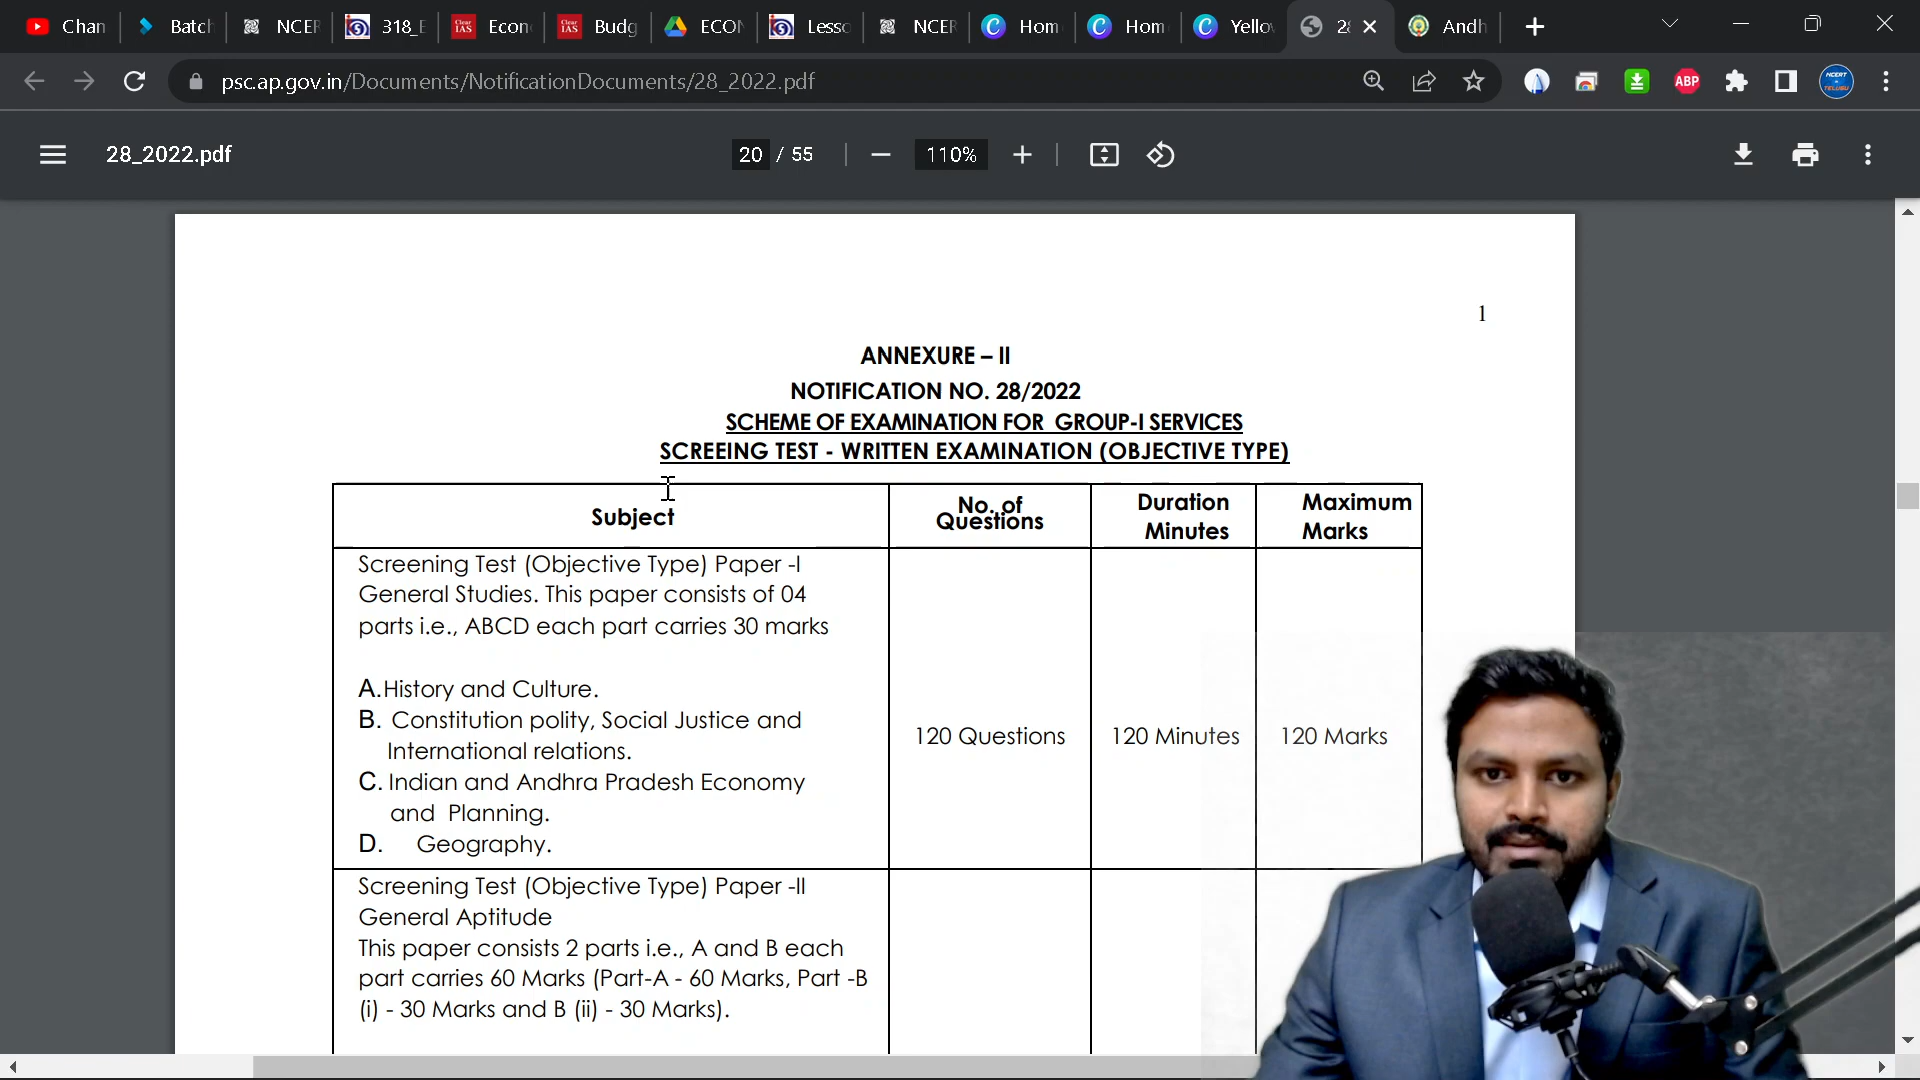 Chan
Batch
NCER
318_E
Econ
Budg
ECON
Lesso
NCER
Hom
Hom
Yello
28
Andh
psc.ap.gov.in/Documents/NotificationDocuments/28_2022.pdf
ABP
NCERT
TELUGU
28_2022.pdf
20 / 55
110%
1
ANNEXURE – II
NOTIFICATION NO. 28/2022
SCHEME OF EXAMINATION FOR GROUP-I SERVICES
SCREEING TEST - WRITTEN EXAMINATION (OBJECTIVE TYPE)
Subject
No. of
Questions
Duration
Minutes
Maximum
Marks
Screening Test (Objective Type) Paper -I
General Studies. This paper consists of 04
parts i.e., ABCD each part carries 30 marks
A.History and Culture.
B. Constitution polity, Social Justice and
International relations.
C. Indian and Andhra Pradesh Economy
and Planning.
D. Geography.
120 Questions
120 Minutes
120 Marks
Screening Test (Objective Type) Paper -II
General Aptitude
This paper consists 2 parts i.e., A and B each
part carries 60 Marks (Part-A - 60 Marks, Part -B
(i) - 30 Marks and B (ii) - 30 Marks).